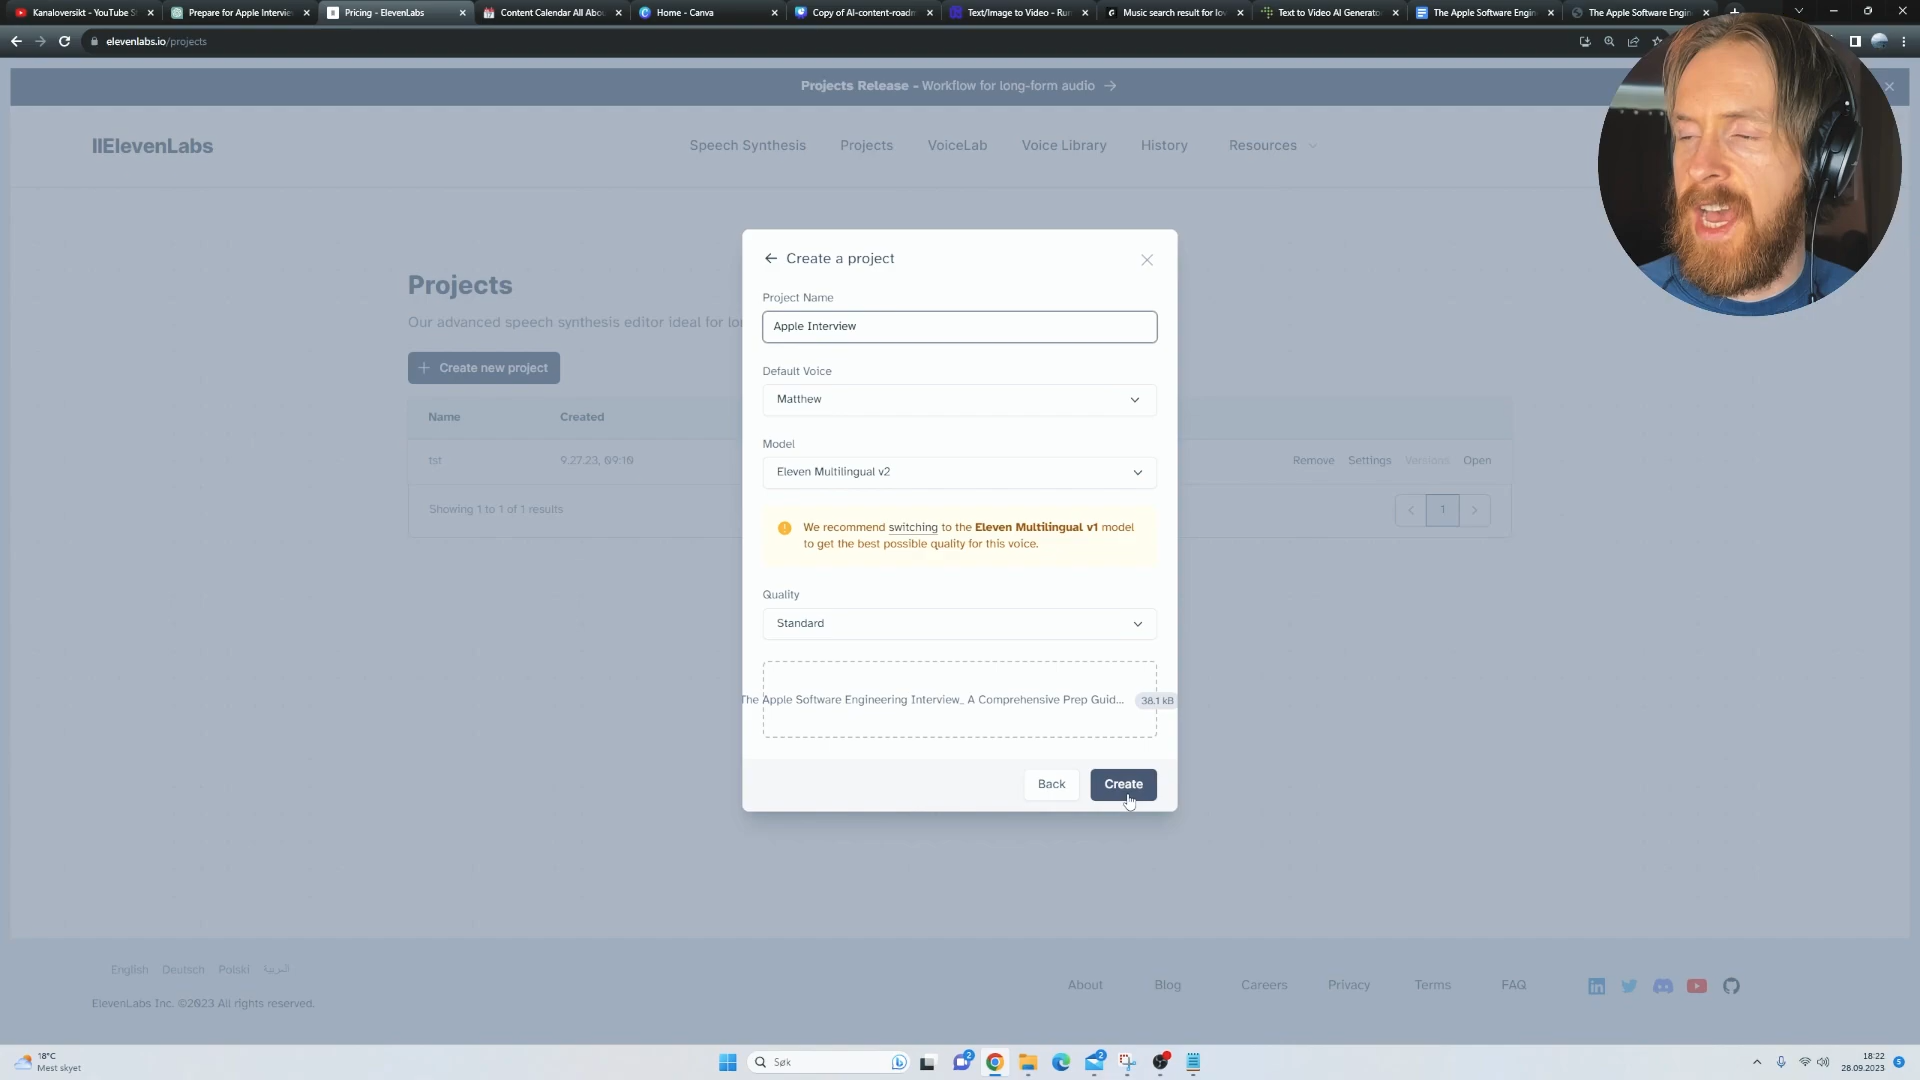 Kanaloversikt - YouTube S
Prepare for Apple Intervie
Pricing - ElevenLabs
Content Calendar All Abo
Home - Canva
Copy of AI-content-roadm
Text/Image to Video - Run
Music search result for lo
Text to Video AI Generato
The Apple Software Engin
The Apple Software Engin
elevenlabs.io/projects
Projects Release - Workflow for long-form audio →
IIElevenLabs
Speech Synthesis
Projects
VoiceLab
Voice Library
History
Resources
Projects
Our advanced speech synthesis editor ideal for lo
+ Create new project
Name
Created
tst
9.27.23, 09:10
Remove
Settings
Versions
Open
Showing 1 to 1 of 1 results
< 1 >
← Create a project
Project Name
Apple Interview
Default Voice
Matthew
Model
Eleven Multilingual v2
We recommend switching to the Eleven Multilingual v1 model
to get the best possible quality for this voice.
Quality
Standard
The Apple Software Engineering Interview_ A Comprehensive Prep Guid...
38.1 kB
Back
Create
English
Deutsch
Polski
العربية
ElevenLabs Inc. ©2023 All rights reserved.
About
Blog
Careers
Privacy
Terms
FAQ
18°C
Mest skyet
Søk
2
2
18:22
28.09.2023
5